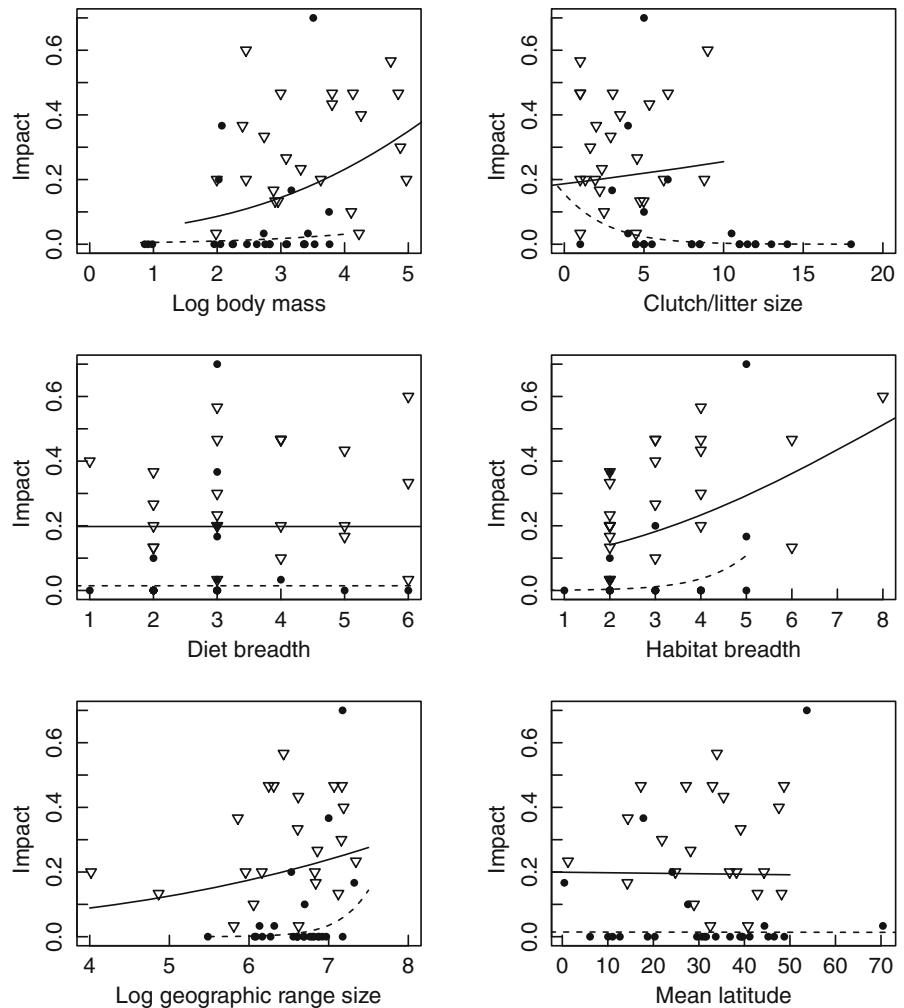 Impact
0.0 0.2 0.4 0.6
0 1 2 3 4 5
Log body mass
Impact
0.0 0.2 0.4 0.6
0 5 10 15 20
Clutch/litter size
Impact
0.0 0.2 0.4 0.6
1 2 3 4 5 6
Diet breadth
Impact
0.0 0.2 0.4 0.6
1 2 3 4 5 6 7 8
Habitat breadth
Impact
0.0 0.2 0.4 0.6
4 5 6 7 8
Log geographic range size
Impact
0.0 0.2 0.4 0.6
0 10 20 30 40 50 60 70
Mean latitude